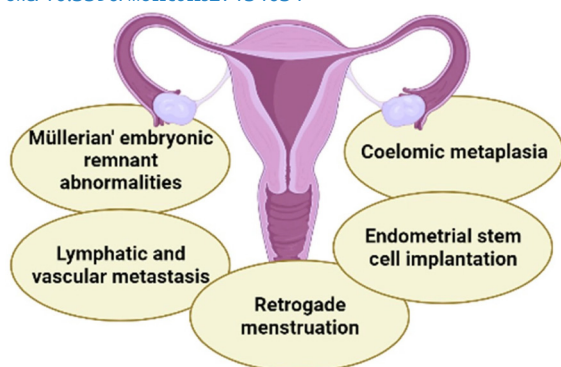 Müllerian' embryonic
remnant
abnormalities
Coelomic metaplasia
Lymphatic and
vascular metastasis
Endometrial stem
cell implantation
Retrogade
menstruation